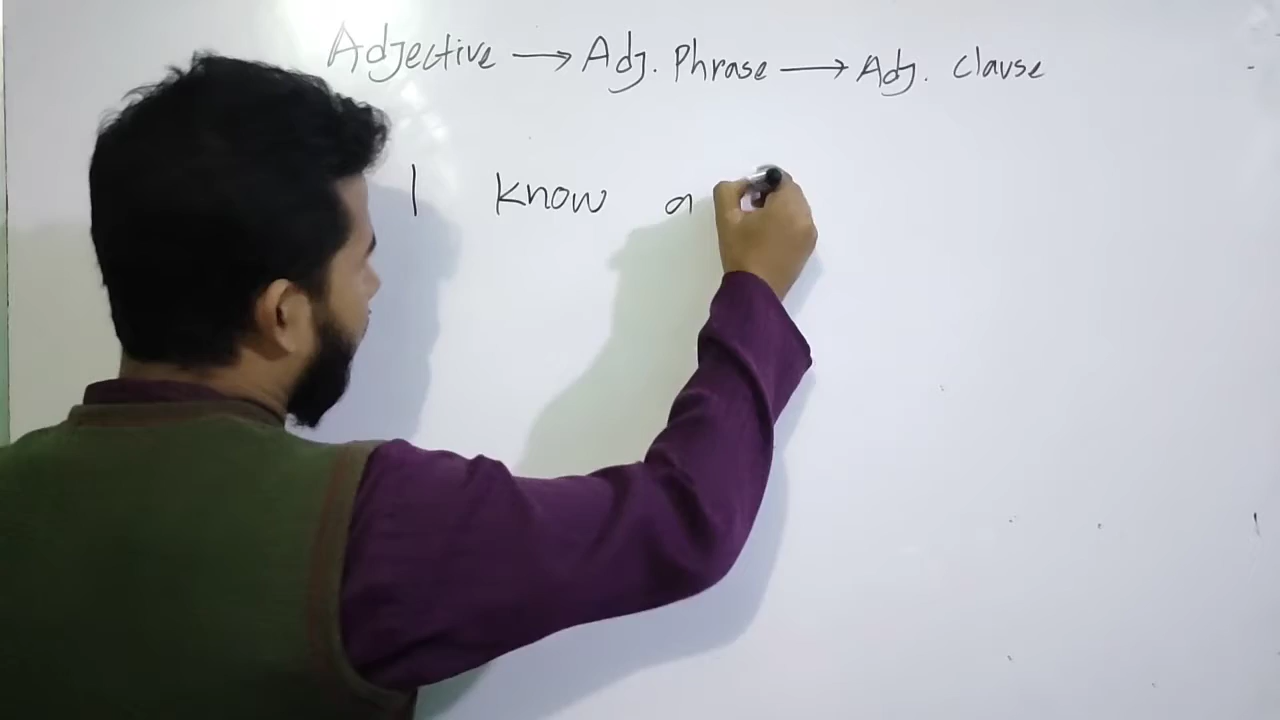 Adjective → Adj. Phrase → Adj. clause
I know a